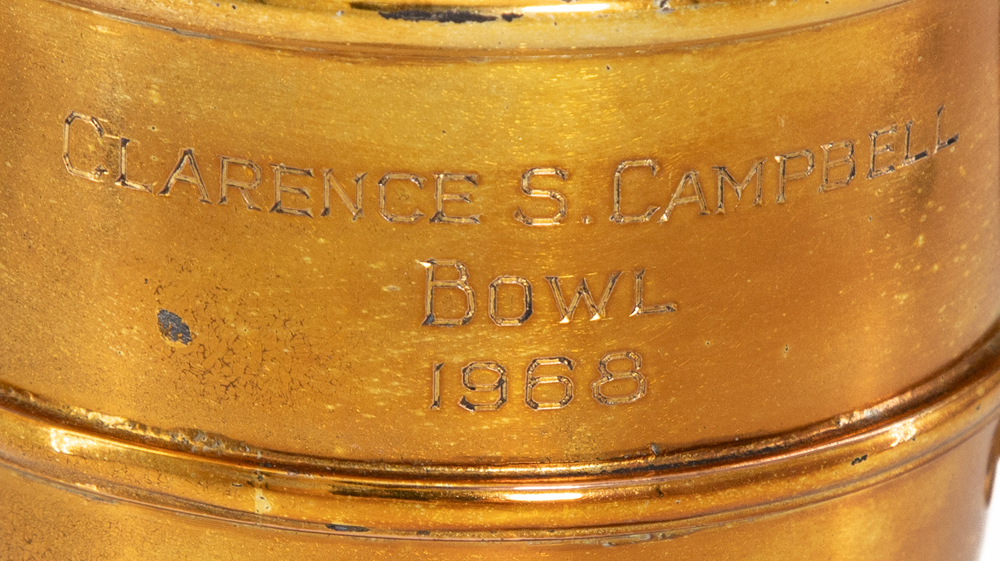 CLARENCE S. CAMPBELL
BOWL
1968